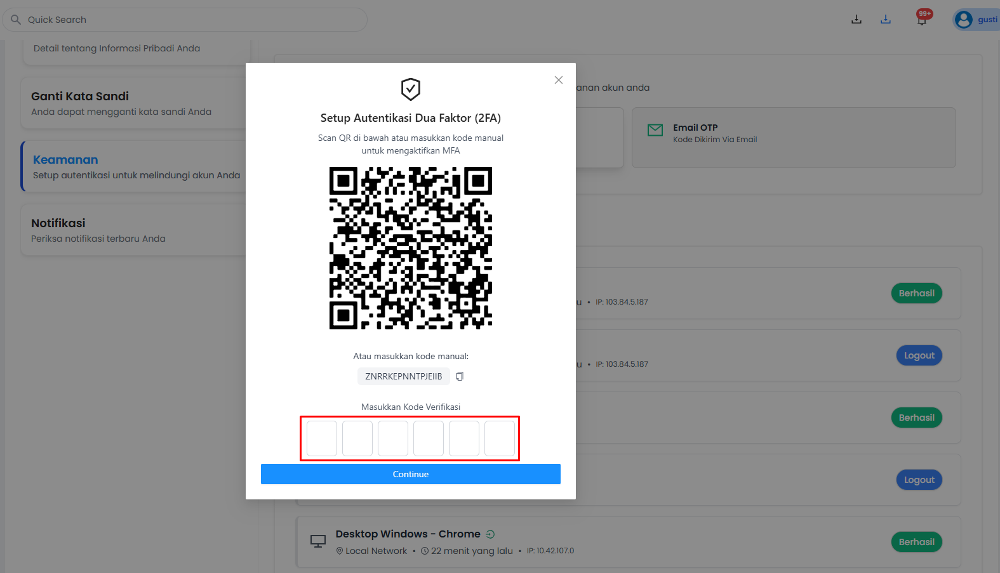 Quick Search
99+
gusti
Detail tentang Informasi Pribadi Anda
Ganti Kata Sandi
Anda dapat mengganti kata sandi Anda
Keamanan
Setup autentikasi untuk melindungi akun Anda
Notifikasi
Periksa notifikasi terbaru Anda
anan akun anda
Email OTP
Kode Dikirim Via Email
Setup Autentikasi Dua Faktor (2FA)
Scan QR di bawah atau masukkan kode manual
untuk mengaktifkan MFA
Atau masukkan kode manual:
ZNRRKEPNNTPJEIIB
Masukkan Kode Verifikasi
Continue
u • IP: 103.84.5.187
Berhasil
u • IP: 103.84.5.187
Logout
Berhasil
Logout
Desktop Windows - Chrome
Local Network • 22 menit yang lalu • IP: 10.42.107.0
Berhasil